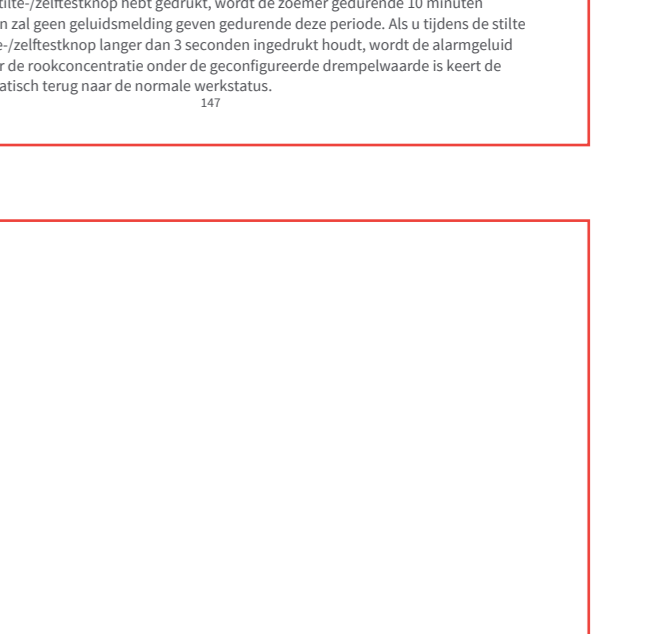 stilte-/zelftestknop hebt gedrukt, wordt de zoemer gedurende 10 minuten
n zal geen geluidsmelding geven gedurende deze periode. Als u tijdens de stilte
e-/zelftestknop langer dan 3 seconden ingedrukt houdt, wordt de alarmgeluid
r de rookconcentratie onder de geconfigureerde drempelwaarde is keert de
atisch terug naar de normale werkstatus.
147